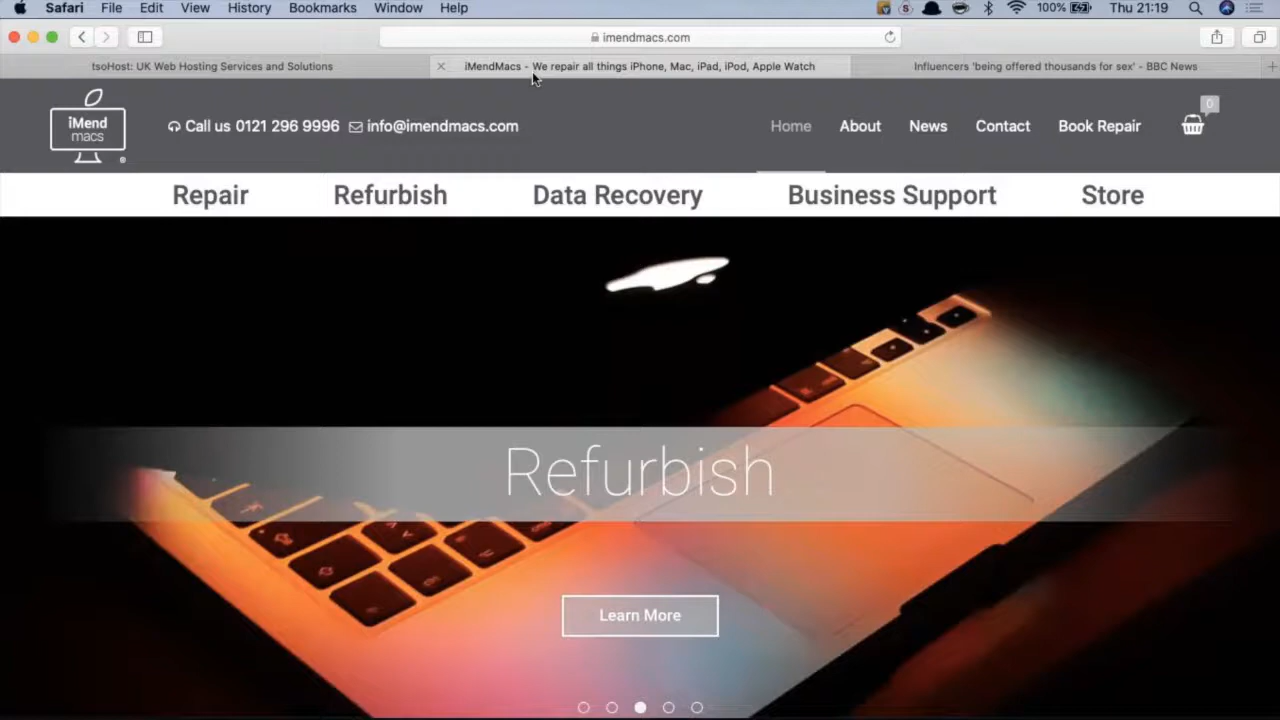 Safari File Edit View History Bookmarks Window Help 100% Thu 21:19
imendmacs.com
tsoHost: UK Web Hosting Services and Solutions iMendMacs - We repair all things iPhone, Mac, iPad, iPod, Apple Watch Influencers 'being offered thousands for sex' - BBC News
iMend
macs
Call us 0121 296 9996 info@imendmacs.com Home About News Contact Book Repair 0
Repair Refurbish Data Recovery Business Support Store
Refurbish
Learn More